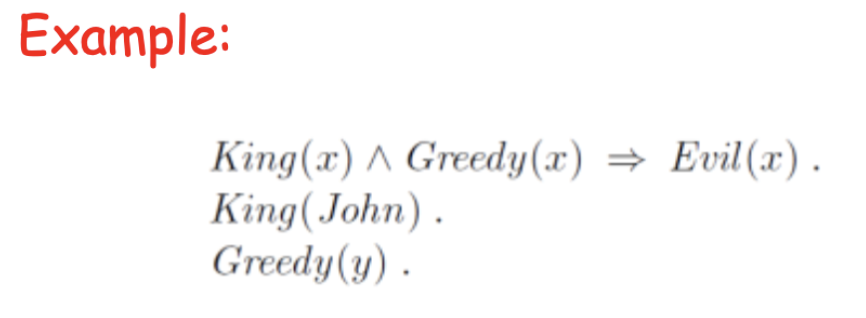 Example:
King(x) ∧ Greedy(x) ⇒ Evil(x) .
King(John) .
Greedy(y) .